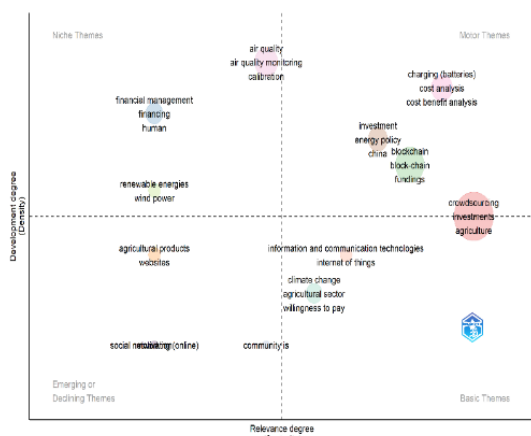 Niche Themes
Motor Themes
air quality
air quality monitoring
calibration
charging (batteries)
cost analysis
cost benefit analysis
financial management
financing
human
investment
energy policy
china
blockchain
block-chain
fundings
renewable energies
wind power
crowdsourcing
investments
agriculture
Development degree
(Density)
agricultural products
websites
information and communication technologies
internet of things
climate change
agricultural sector
willingness to pay
social (online)
community is
Emerging or
Declining Themes
Basic Themes
Relevance degree